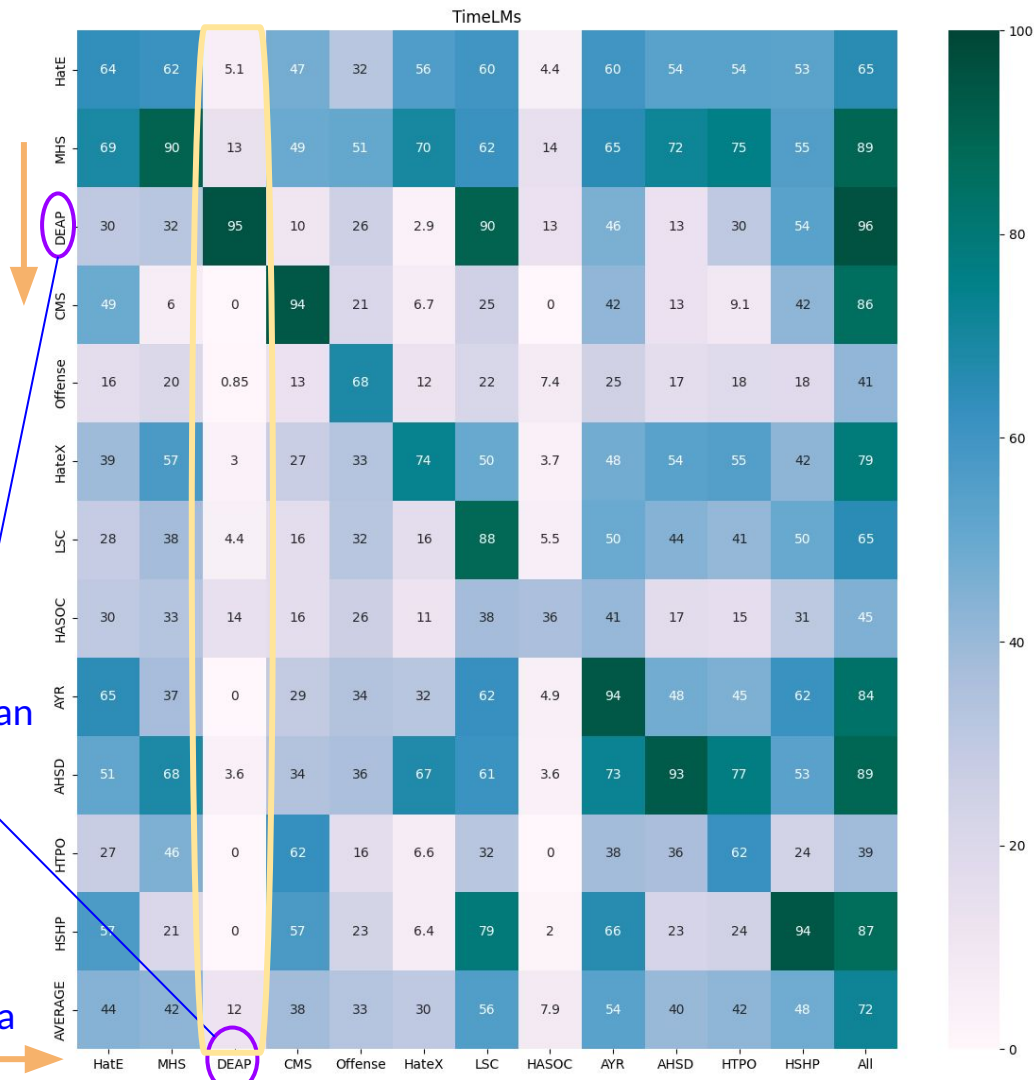 TimeLMs
HatE 64 62 5.1 47 32 56 60 4.4 60 54 54 53 65
MHS 69 90 13 49 51 70 62 14 65 72 75 55 89
DEAP 30 32 95 10 26 2.9 90 13 46 13 30 54 96
CMS 49 6 0 94 21 6.7 25 0 42 13 9.1 42 86
Offense 16 20 0.85 13 68 12 22 7.4 25 17 18 18 41
HateX 39 57 3 27 33 74 50 3.7 48 54 55 42 79
LSC 28 38 4.4 16 32 16 88 5.5 50 44 41 50 65
HASOC 30 33 14 16 26 11 38 36 41 17 15 31 45
AYR 65 37 0 29 34 32 62 4.9 94 48 45 62 84
an
AHSD 51 68 3.6 34 36 67 61 3.6 73 93 77 53 89
HTPO 27 46 0 62 16 6.6 32 0 38 36 62 24 39
HSHP 57 21 0 57 23 6.4 79 2 66 23 24 94 87
AVERAGE 44 42 12 38 33 30 56 7.9 54 40 42 48 72
a
HatE MHS DEAP CMS Offense HateX LSC HASOC AYR AHSD HTPO HSHP All
100
80
60
40
20
0